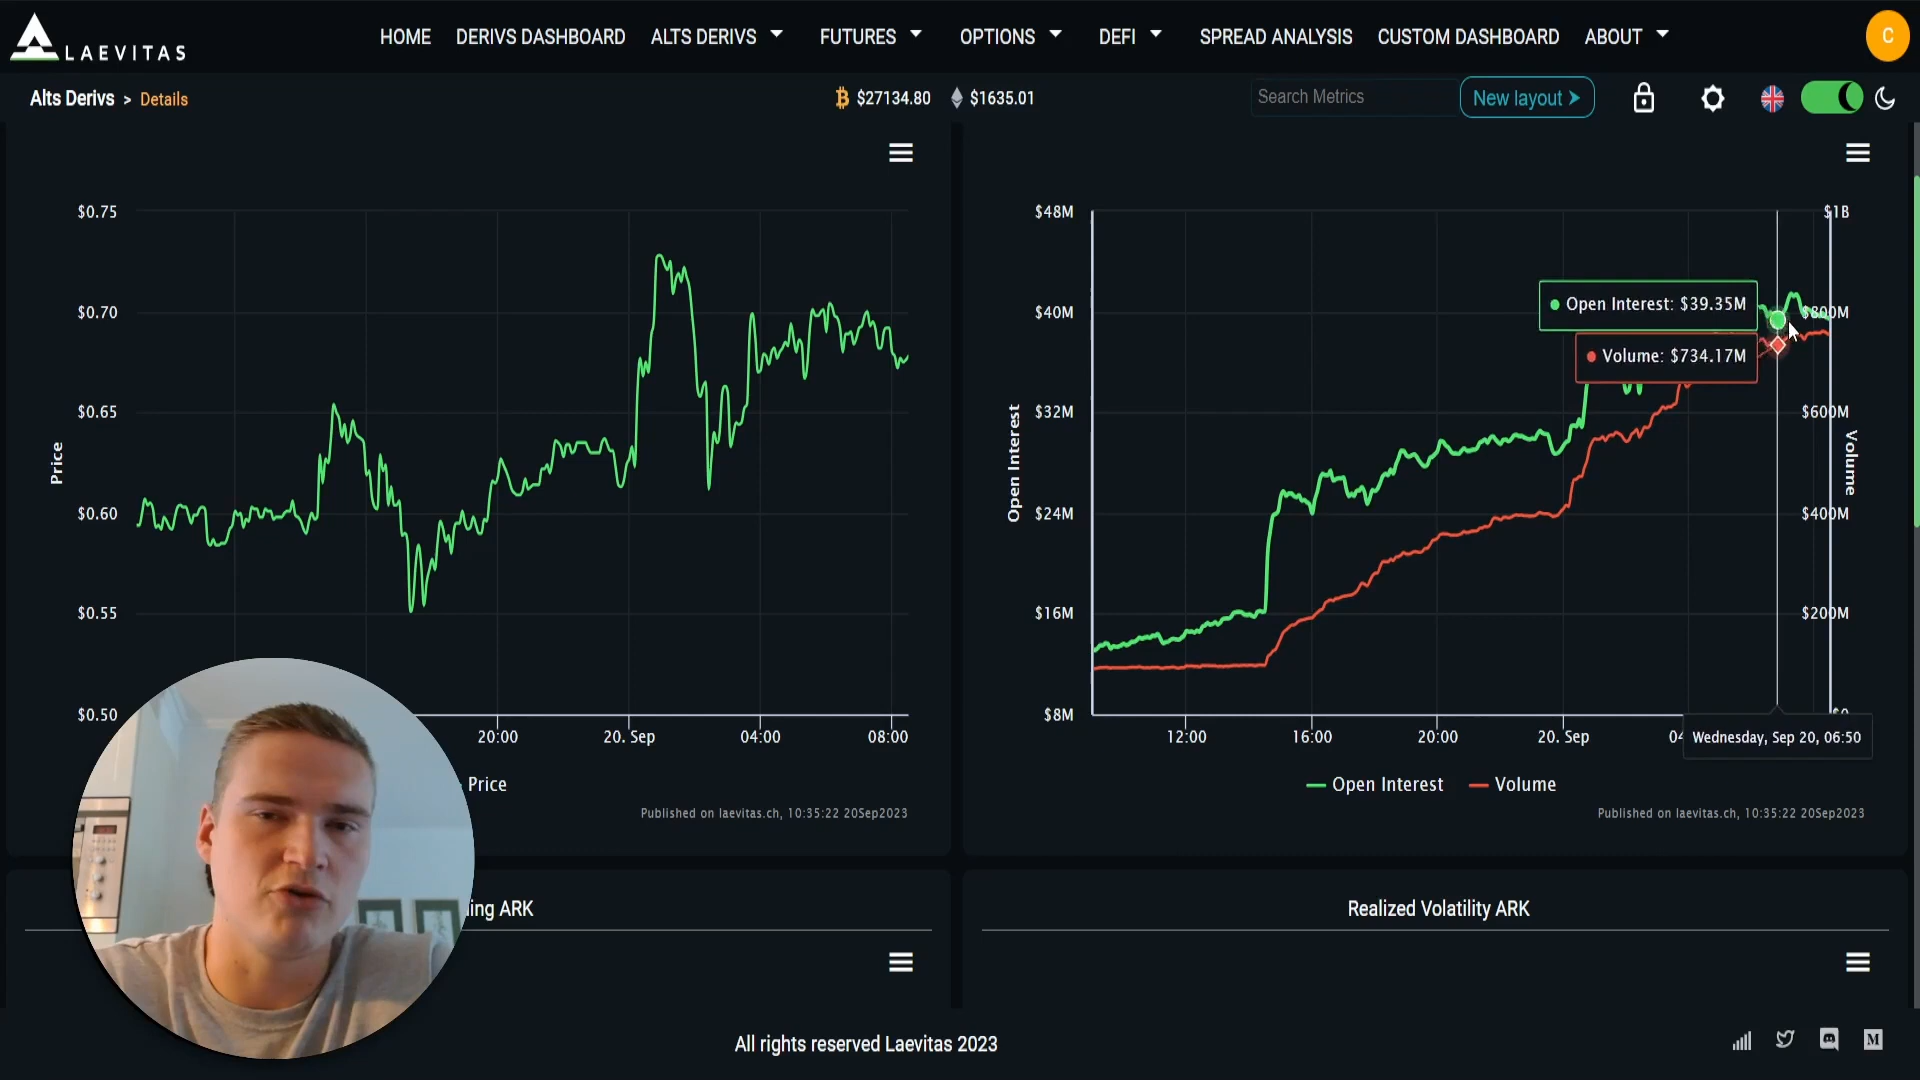 LAEVITAS
HOME DERIVS DASHBOARD ALTS DERIVS FUTURES OPTIONS DEFI SPREAD ANALYSIS CUSTOM DASHBOARD ABOUT
C
Alts Derivs > Details
$27134.80 $1635.01
Search Metrics
New layout
$0.75
$0.70
$0.65
$0.60
$0.55
$0.50
Price
20:00 20. Sep 04:00 08:00
Price
Published on laevitas.ch, 10:35:22 20Sep2023
$48M
$40M
$32M
$24M
$16M
$8M
Open Interest
$1B
$800M
$600M
$400M
$200M
$0
Volume
Open Interest: $39.35M
Volume: $734.17M
12:00 16:00 20:00 20. Sep
Wednesday, Sep 20, 06:50
Open Interest Volume
Published on laevitas.ch, 10:35:22 20Sep2023
ing ARK
Realized Volatility ARK
All rights reserved Laevitas 2023
M